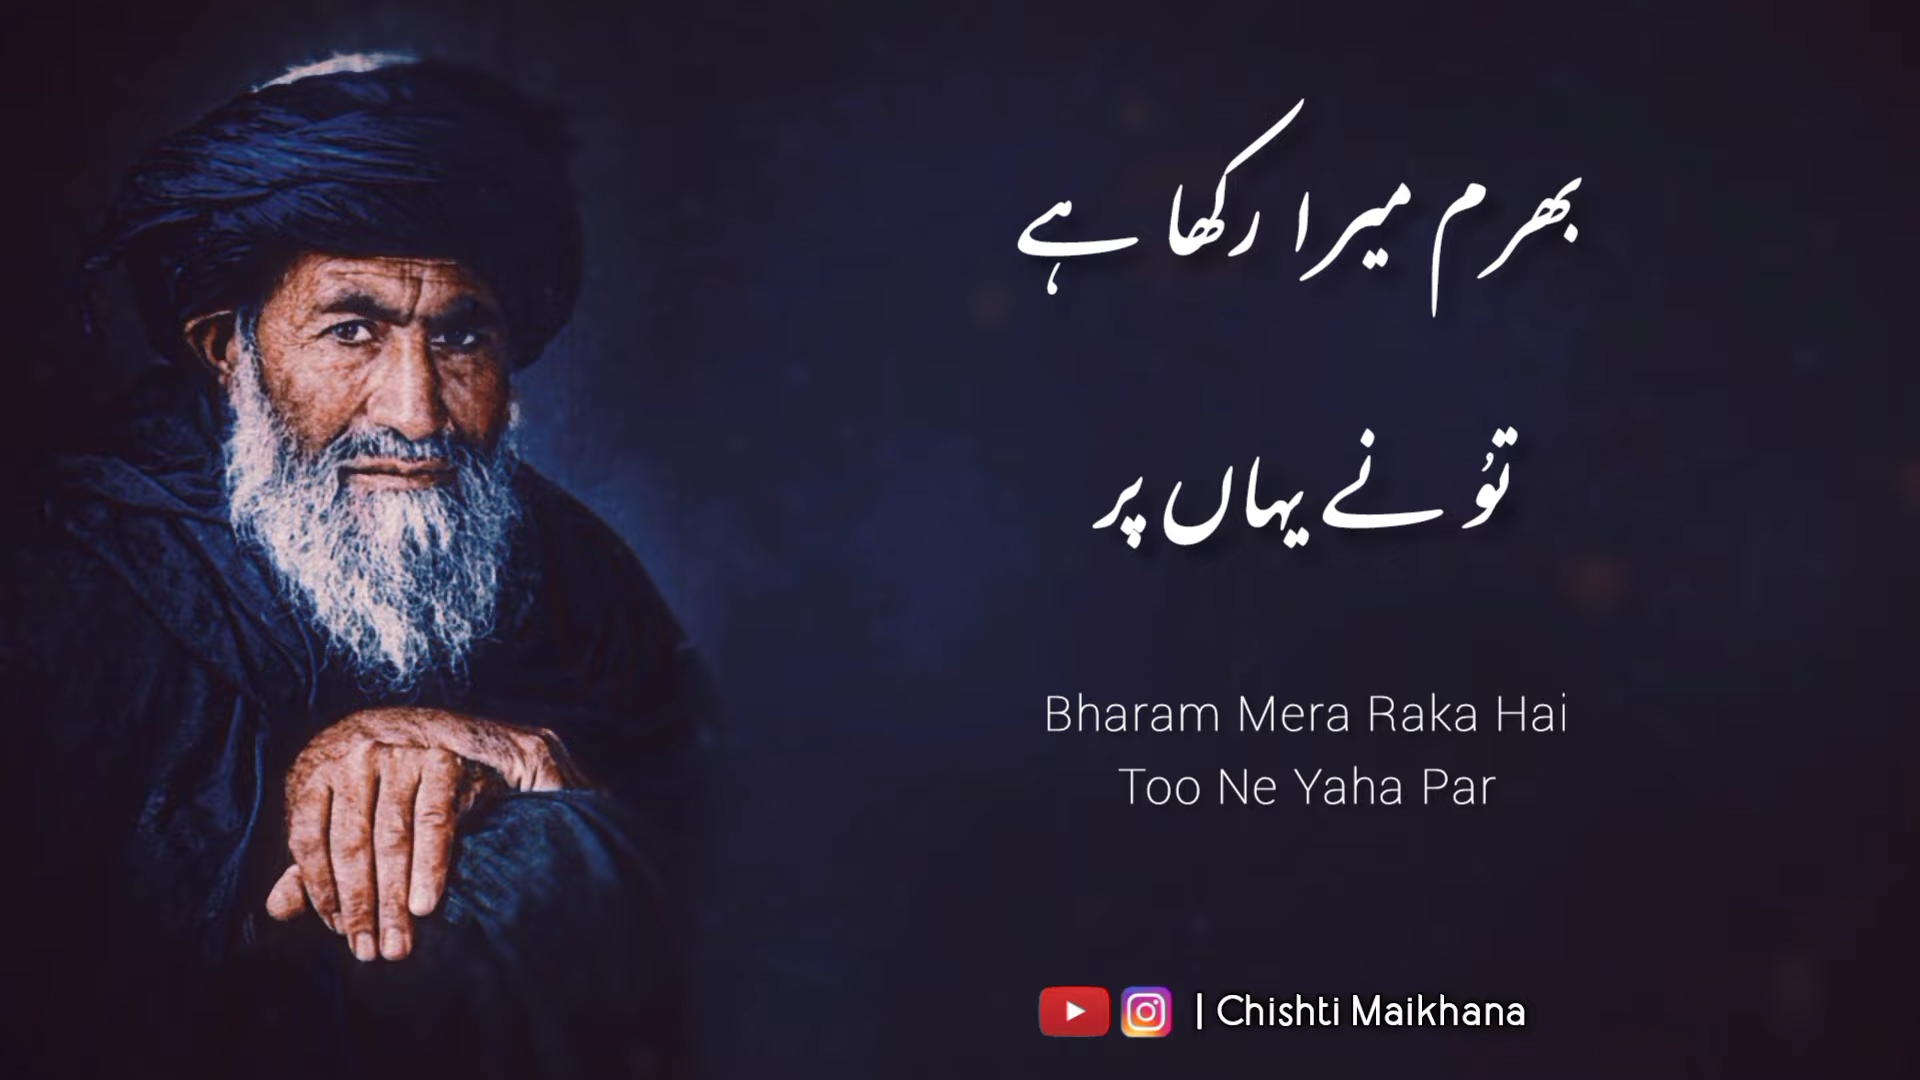 بھرم میرا رکھا ہے
تُو نے یہاں پر
Bharam Mera Raka Hai
Too Ne Yaha Par
| Chishti Maikhana